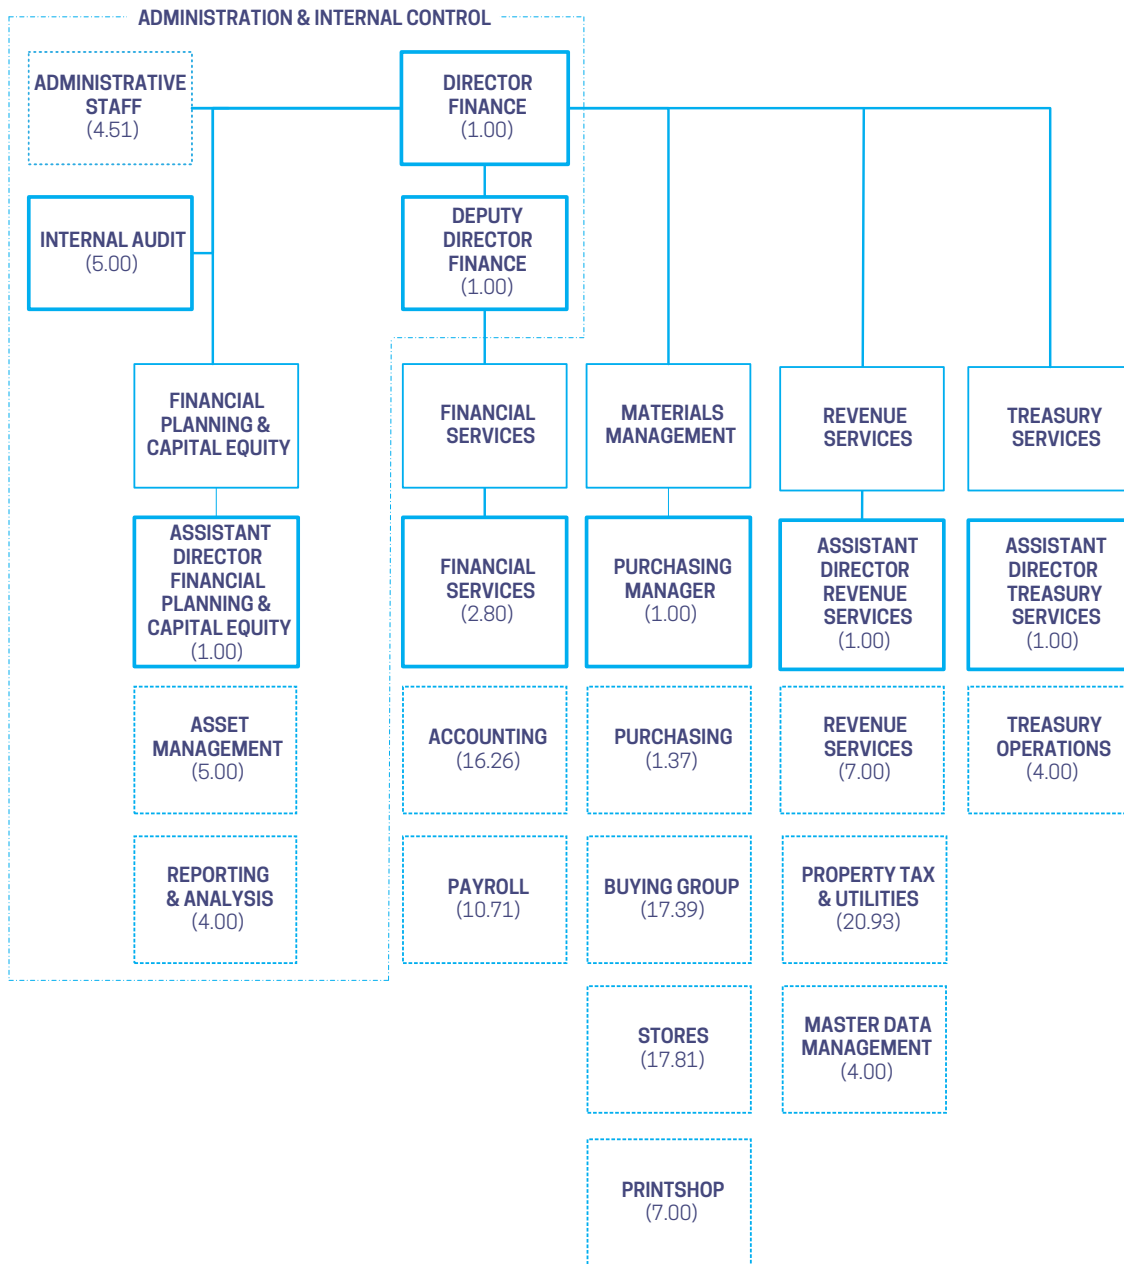 ADMINISTRATION & INTERNAL CONTROL
ADMINISTRATIVE
STAFF
(4.51)
DIRECTOR
FINANCE
(1.00)
INTERNAL AUDIT
(5.00)
DEPUTY
DIRECTOR
FINANCE
(1.00)
FINANCIAL
PLANNING &
CAPITAL EQUITY
FINANCIAL
SERVICES
MATERIALS
MANAGEMENT
REVENUE
SERVICES
TREASURY
SERVICES
ASSISTANT
DIRECTOR
FINANCIAL
PLANNING &
CAPITAL EQUITY
(1.00)
FINANCIAL
SERVICES
(2.80)
PURCHASING
MANAGER
(1.00)
ASSISTANT
DIRECTOR
REVENUE
SERVICES
(1.00)
ASSISTANT
DIRECTOR
TREASURY
SERVICES
(1.00)
ASSET
MANAGEMENT
(5.00)
ACCOUNTING
(16.26)
PURCHASING
(1.37)
REVENUE
SERVICES
(7.00)
TREASURY
OPERATIONS
(4.00)
REPORTING
& ANALYSIS
(4.00)
PAYROLL
(10.71)
BUYING GROUP
(17.39)
PROPERTY TAX
& UTILITIES
(20.93)
STORES
(17.81)
MASTER DATA
MANAGEMENT
(4.00)
PRINTSHOP
(7.00)